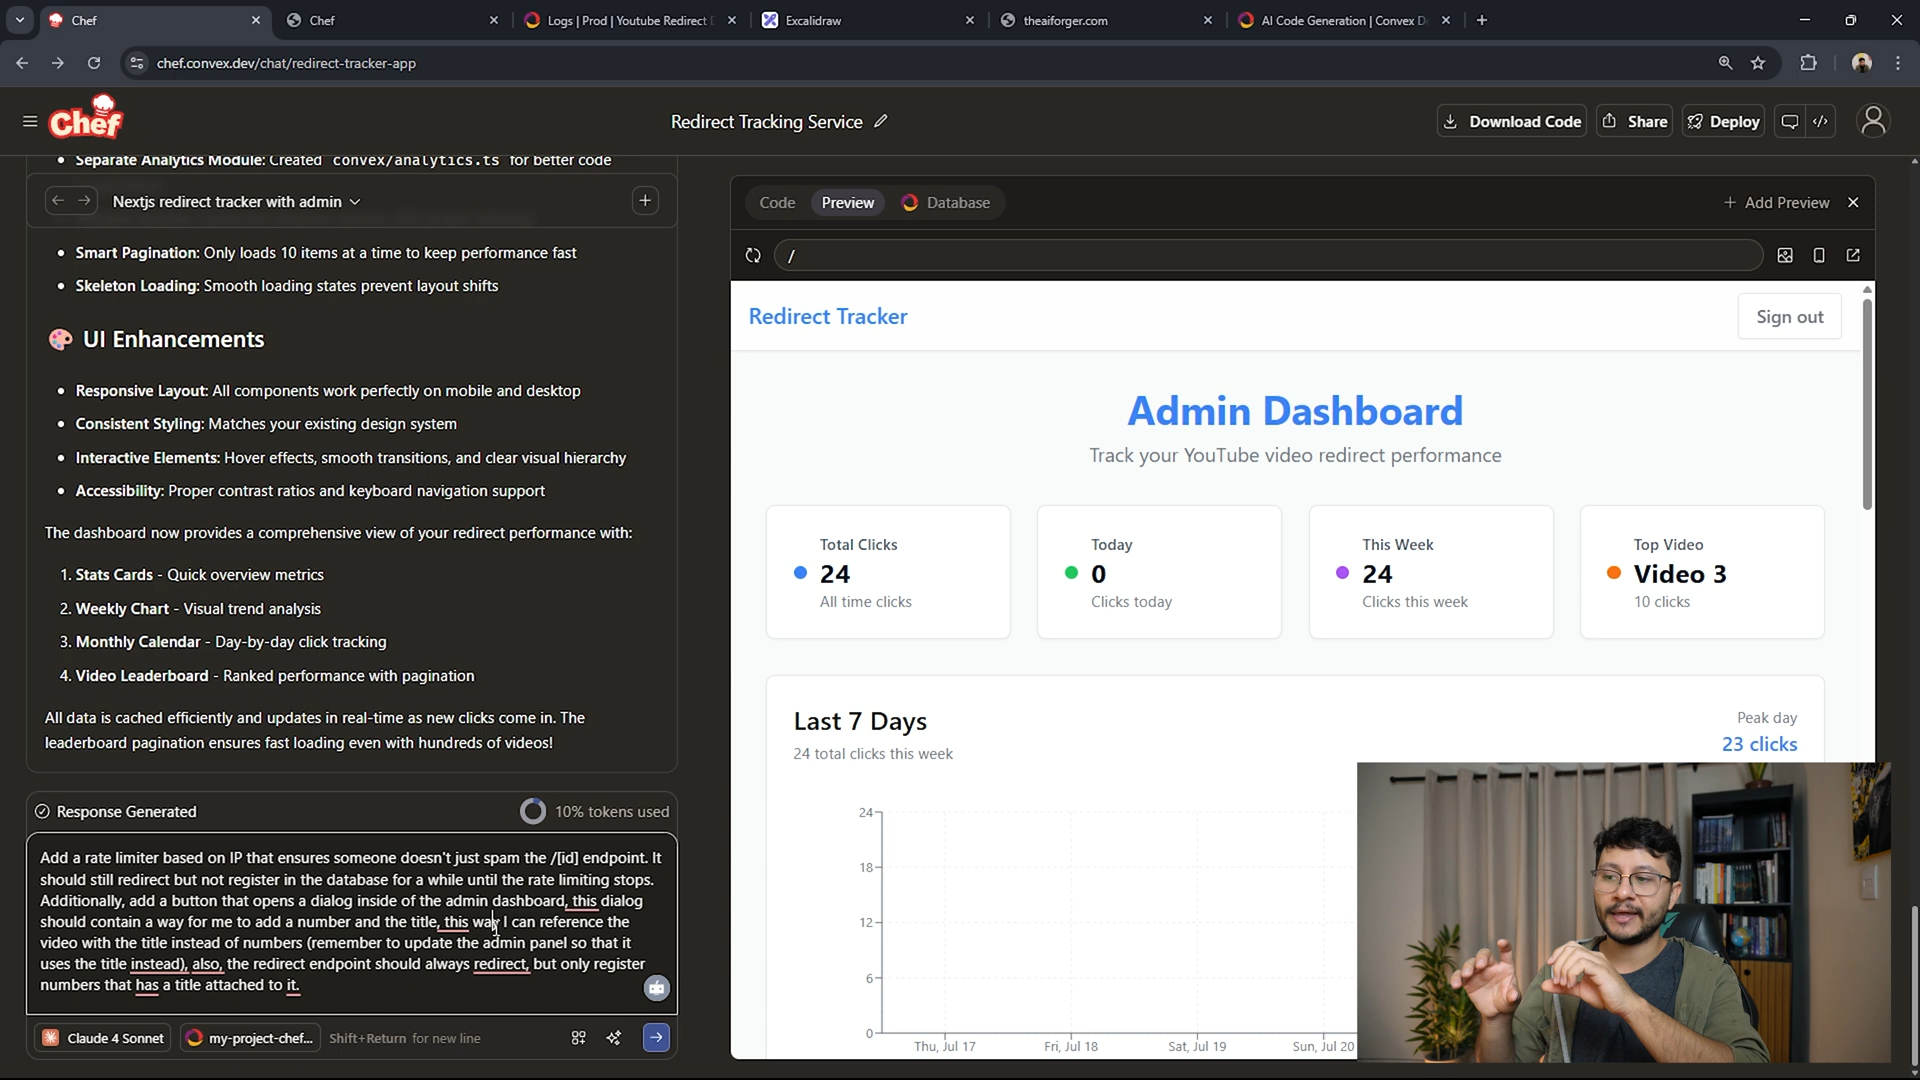 Chef
Chef
Logs | Prod | Youtube Redirect
Excalidraw
theaiforger.com
AI Code Generation | Convex D
chef.convex.dev/chat/redirect-tracker-app
Chef
Redirect Tracking Service
Download Code
Share
Deploy
Separate Analytics Module: Created convex/analytics.ts for better code
Nextjs redirect tracker with admin
Smart Pagination: Only loads 10 items at a time to keep performance fast
Skeleton Loading: Smooth loading states prevent layout shifts
🎨 UI Enhancements
Responsive Layout: All components work perfectly on mobile and desktop
Consistent Styling: Matches your existing design system
Interactive Elements: Hover effects, smooth transitions, and clear visual hierarchy
Accessibility: Proper contrast ratios and keyboard navigation support
The dashboard now provides a comprehensive view of your redirect performance with:
1. Stats Cards - Quick overview metrics
2. Weekly Chart - Visual trend analysis
3. Monthly Calendar - Day-by-day click tracking
4. Video Leaderboard - Ranked performance with pagination
All data is cached efficiently and updates in real-time as new clicks come in. The
leaderboard pagination ensures fast loading even with hundreds of videos!
Response Generated
10% tokens used
Add a rate limiter based on IP that ensures someone doesn't just spam the /[id] endpoint. It
should still redirect but not register in the database for a while until the rate limiting stops.
Additionally, add a button that opens a dialog inside of the admin dashboard, this dialog
should contain a way for me to add a number and the title, this way I can reference the
video with the title instead of numbers (remember to update the admin panel so that it
uses the title instead), also, the redirect endpoint should always redirect, but only register
numbers that has a title attached to it.
Claude 4 Sonnet
my-project-chef...
Shift+Return for new line
Code
Preview
Database
+ Add Preview
/
Redirect Tracker
Sign out
Admin Dashboard
Track your YouTube video redirect performance
Total Clicks
24
All time clicks
Today
0
Clicks today
This Week
24
Clicks this week
Top Video
Video 3
10 clicks
Last 7 Days
24 total clicks this week
Peak day
23 clicks
24
18
12
6
0
Thu, Jul 17
Fri, Jul 18
Sat, Jul 19
Sun, Jul 20